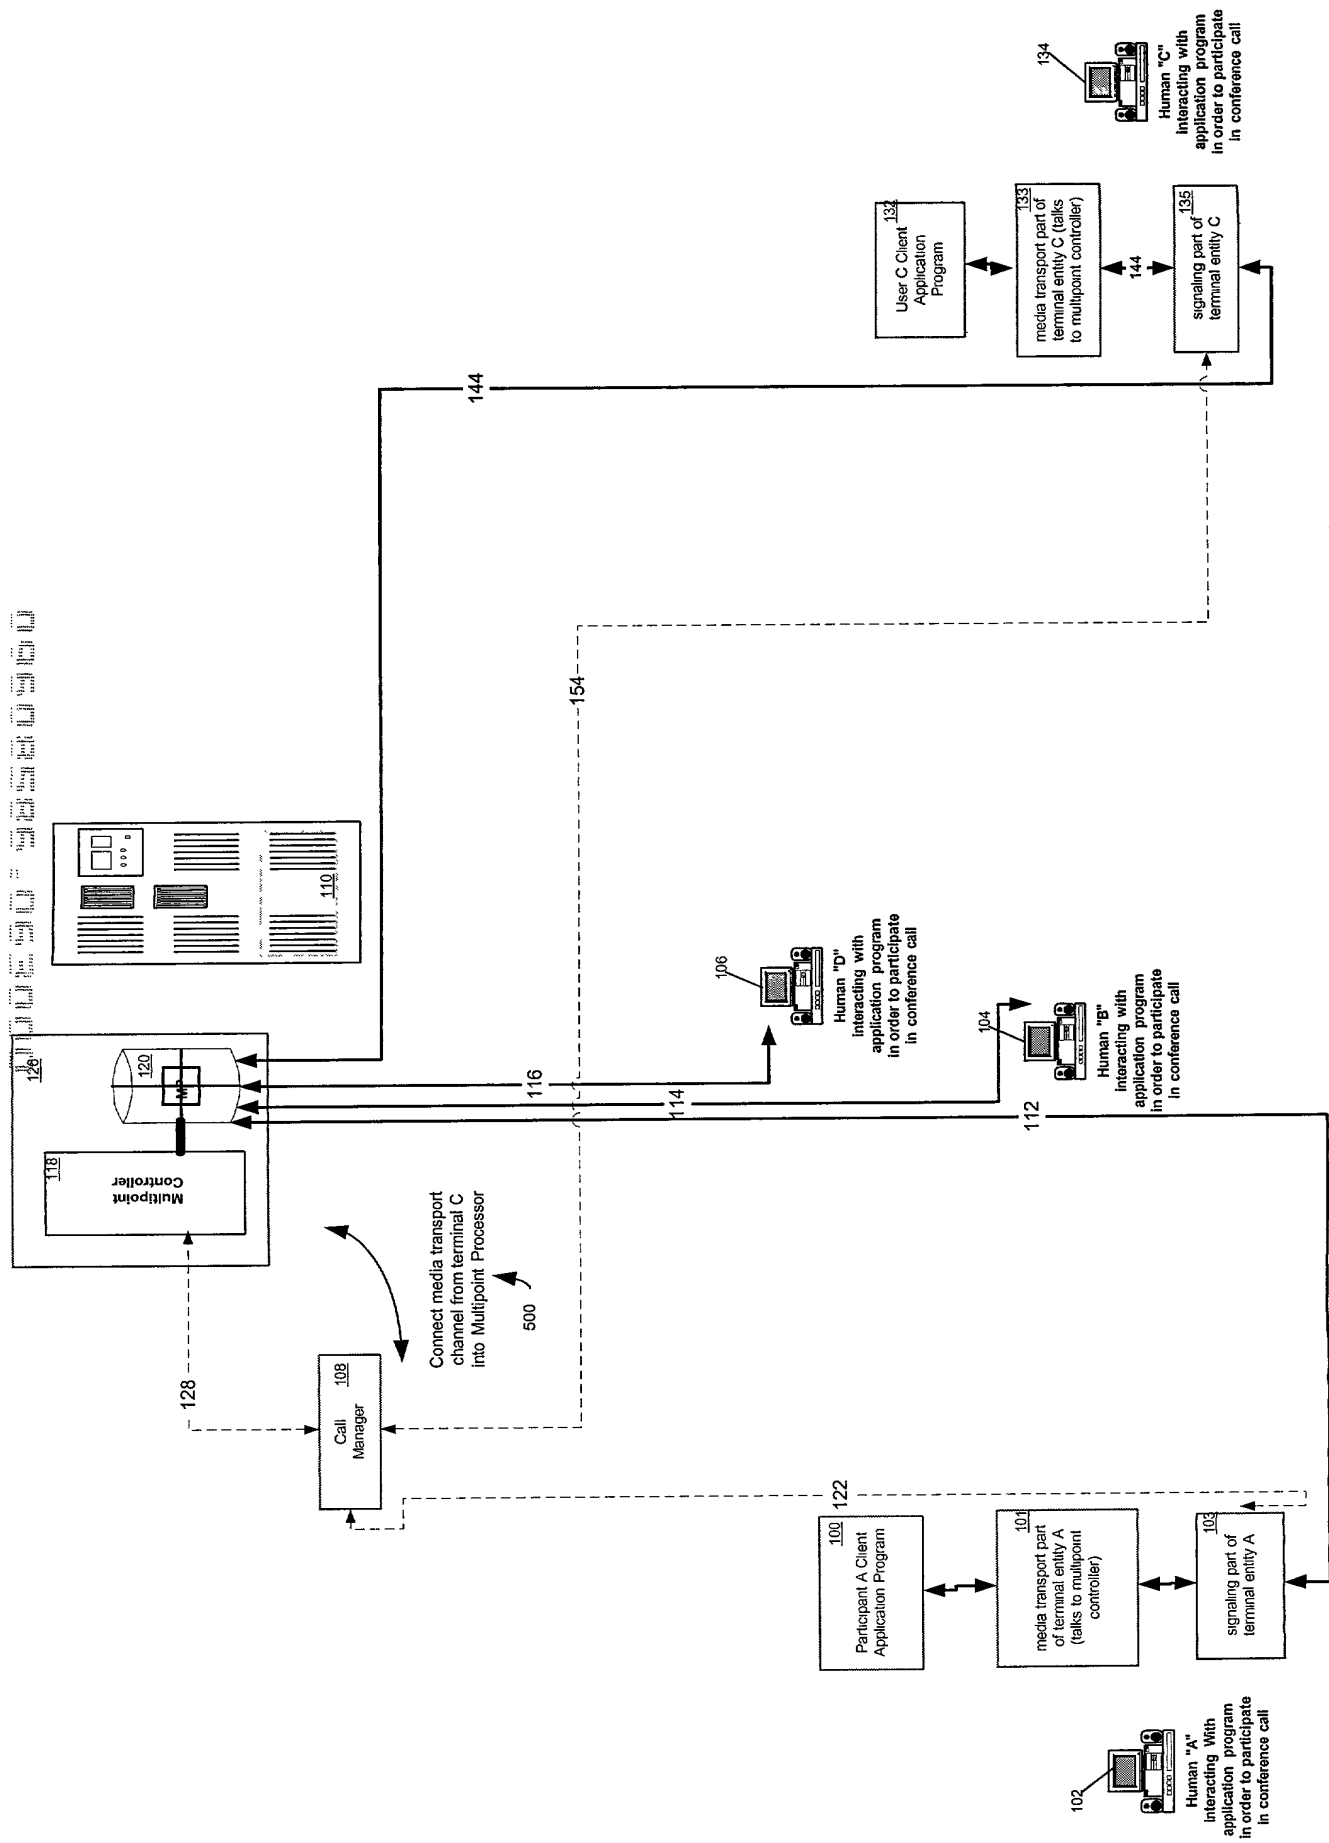 126
118
Multipoint
Controller
120
MP
110
128
Call
Manager
108
Connect media transport
channel from terminal C
into Multipoint Processor
500
144
154
116
114
112
122
106
Human "D"
interacting with
application program
in order to participate
in conference call
104
Human "B"
interacting with
application program
in order to participate
in conference call
100
Participant A Client
Application Program
101
media transport part
of terminal entity A
(talks to multipoint
controller)
103
signaling part of
terminal entity A
102
Human "A"
Interacting With
application program
in order to participate
in conference call
132
User C Client
Application
Program
133
media transport part of
terminal entity C (talks
to multipoint controller)
144
135
signaling part of
terminal entity C
134
Human "C"
interacting with
application program
in order to participate
in conference call